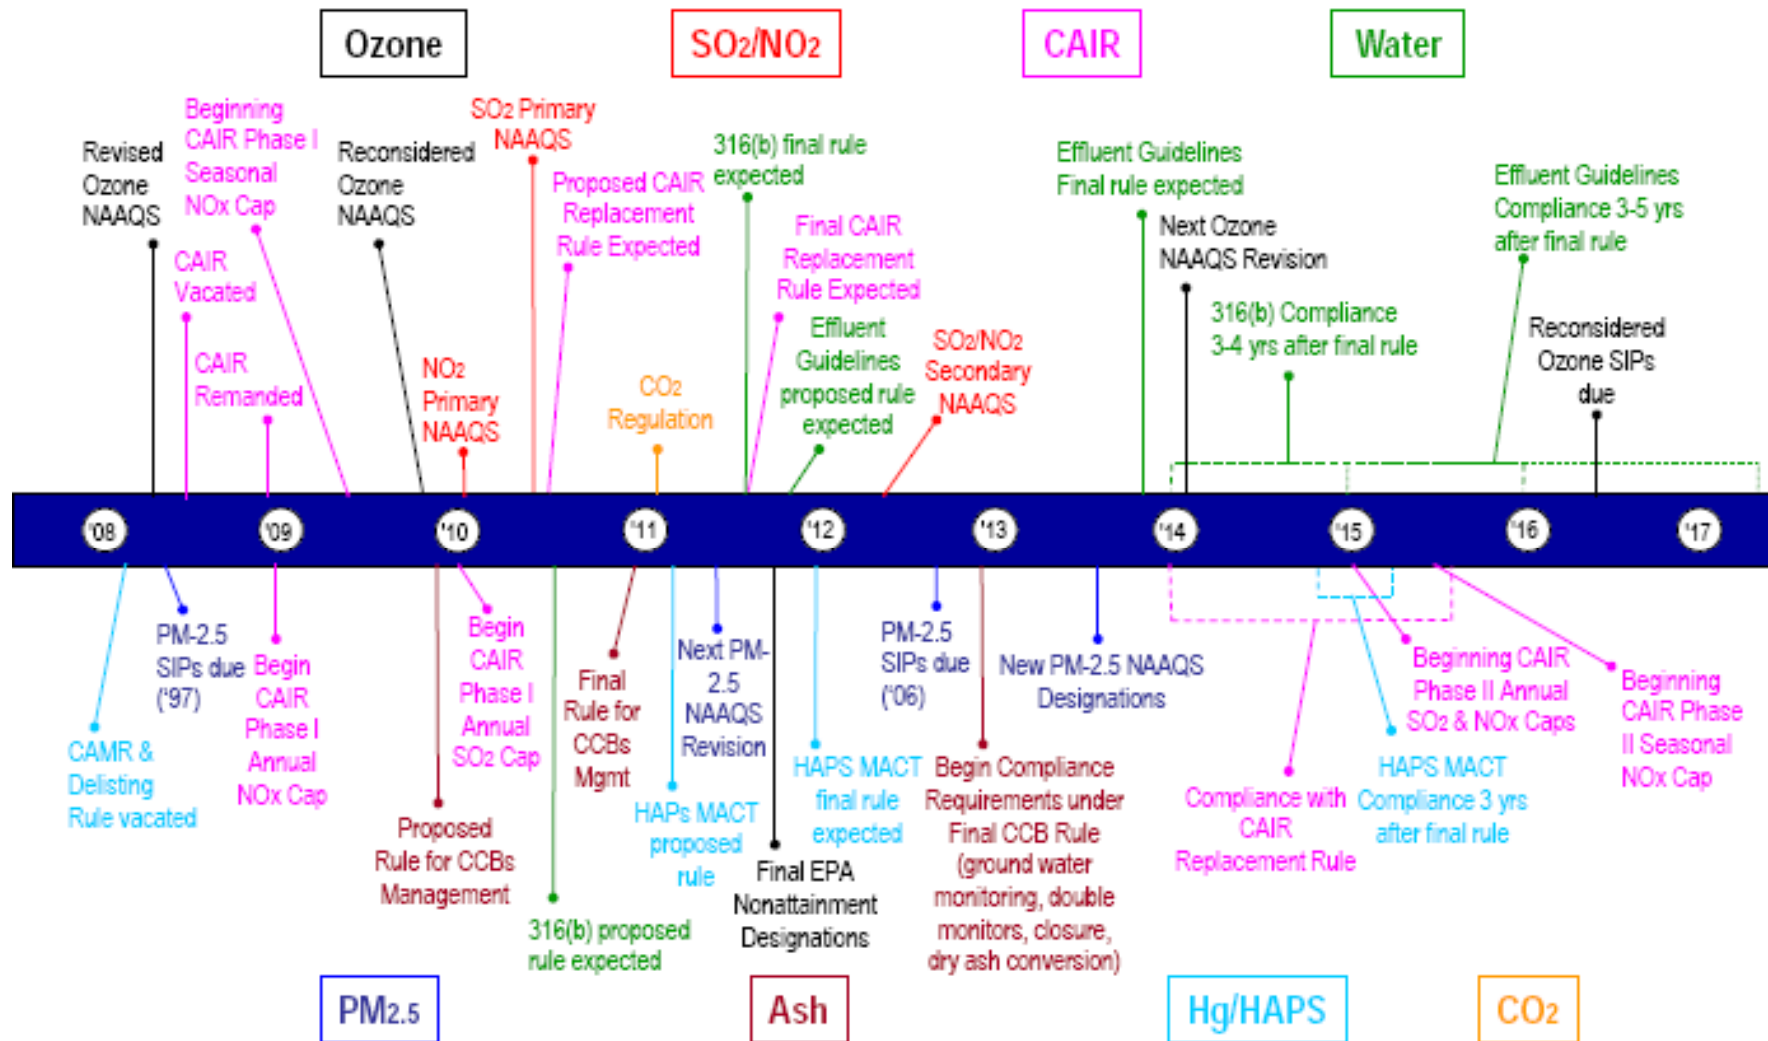 Ozone
SO2/NO2
CAIR
Water
Revised
Ozone
NAAQS
Beginning
CAIR Phase I
Seasonal
NOx Cap
CAIR
Vacated
CAIR
Remanded
Reconsidered
Ozone
NAAQS
NO2
Primary
NAAQS
SO2 Primary
NAAQS
Proposed CAIR
Replacement
Rule Expected
CO2
Regulation
316(b) final rule
expected
Final CAIR
Replacement
Rule Expected
Effluent
Guidelines
proposed rule
expected
SO2/NO2
Secondary
NAAQS
Effluent Guidelines
Final rule expected
Next Ozone
NAAQS Revision
316(b) Compliance
3-4 yrs after final rule
Effluent Guidelines
Compliance 3-5 yrs
after final rule
Reconsidered
Ozone SIPs
due
'08
'09
'10
'11
'12
'13
'14
'15
'16
'17
CAMR &
Delisting
Rule vacated
PM-2.5
SIPs due
('97)
Begin
CAIR
Phase I
Annual
NOx Cap
Proposed
Rule for CCBs
Management
Begin
CAIR
Phase I
Annual
SO2 Cap
316(b) proposed
rule expected
Final
Rule for
CCBs
Mgmt
HAPs MACT
proposed
rule
Next PM-
2.5
NAAQS
Revision
Final EPA
Nonattainment
Designations
HAPS MACT
final rule
expected
PM-2.5
SIPs due
('06)
Begin Compliance
Requirements under
Final CCB Rule
(ground water
monitoring, double
monitors, closure,
dry ash conversion)
New PM-2.5 NAAQS
Designations
Compliance with
CAIR
Replacement Rule
Beginning CAIR
Phase II Annual
SO2 & NOx Caps
HAPS MACT
Compliance 3 yrs
after final rule
Beginning
CAIR Phase
II Seasonal
NOx Cap
PM2.5
Ash
Hg/HAPS
CO2